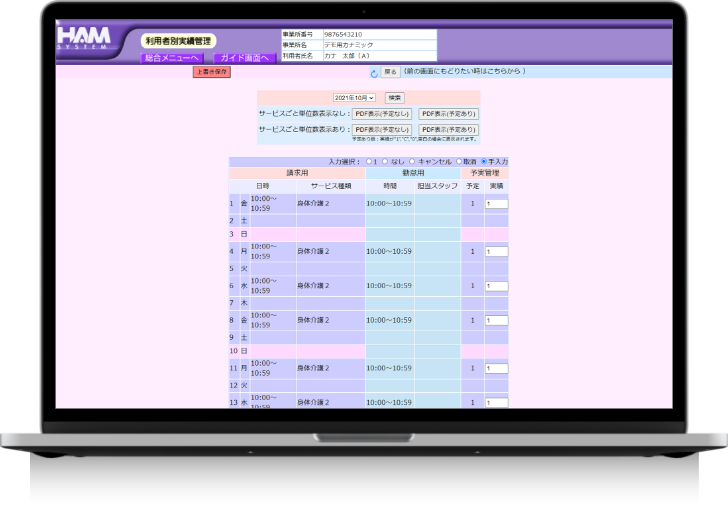 HAM
SYSTEM
利用者別実績管理
総合メニューへ ガイド画面へ
事業所番号 9876543210
事業所名 デモ用カナミック
利用者氏名 カナ 太郎（A）
上書き保存
戻る （前の画面にもどりたい時はこちらから ）
2021年10月 検索
サービスごと単位数表示なし： PDF表示(予定なし) PDF表示(予定あり)
サービスごと単位数表示あり： PDF表示(予定なし) PDF表示(予定あり)
入力選択： 1 なし キャンセル 取消 手入力
請求用 勤怠用 予実管理
日時 サービス種類 時間 担当スタッフ 予定 実績
1 金 10:00～10:59 身体介護２ 10:00～10:59 1 1
2 土
3 日
4 月 10:00～10:59 身体介護２ 10:00～10:59 1 1
5 火
6 水 10:00～10:59 身体介護２ 10:00～10:59 1 1
7 木
8 金 10:00～10:59 身体介護２ 10:00～10:59 1 1
9 土
10 日
11 月 10:00～10:59 身体介護２ 10:00～10:59 1 1
12 火
13 水 10:00～10:59 身体介護２ 10:00～10:59 1 1